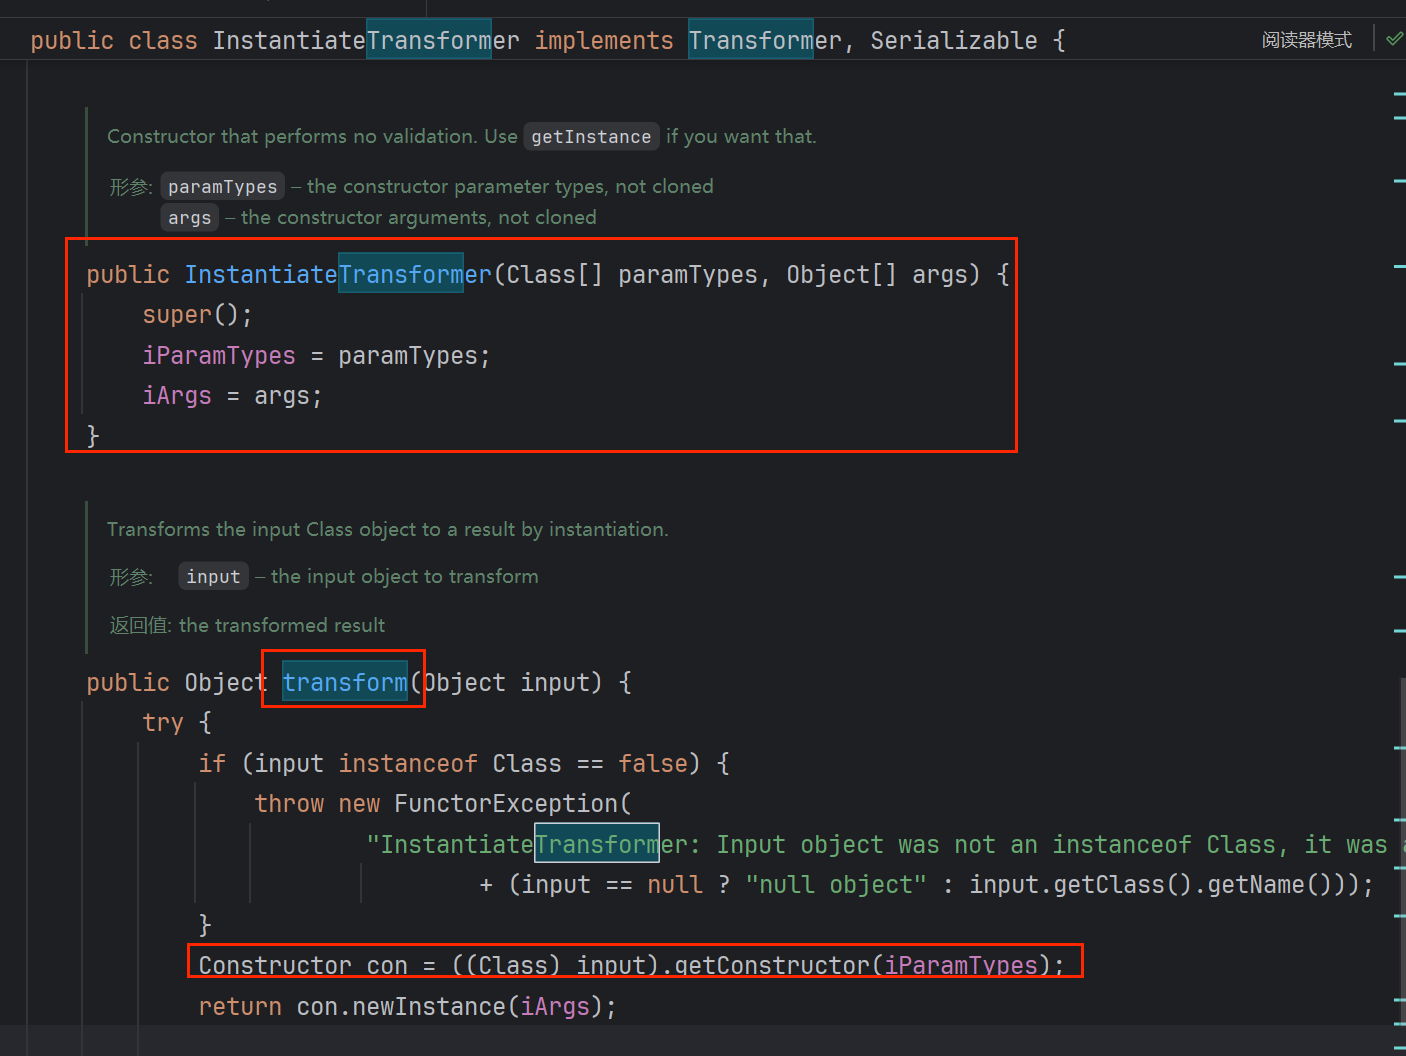 public class InstantiateTransformer implements Transformer, Serializable {
阅读器模式
Constructor that performs no validation. Use getInstance if you want that.
形参: paramTypes – the constructor parameter types, not cloned
args – the constructor arguments, not cloned
public InstantiateTransformer(Class[] paramTypes, Object[] args) {
super();
iParamTypes = paramTypes;
iArgs = args;
}
Transforms the input Class object to a result by instantiation.
形参: input – the input object to transform
返回值: the transformed result
public Object transform(Object input) {
try {
if (input instanceof Class == false) {
throw new FunctorException(
"InstantiateTransformer: Input object was not an instanceof Class, it was
+ (input == null ? "null object" : input.getClass().getName()));
}
Constructor con = ((Class) input).getConstructor(iParamTypes);
return con.newInstance(iArgs);